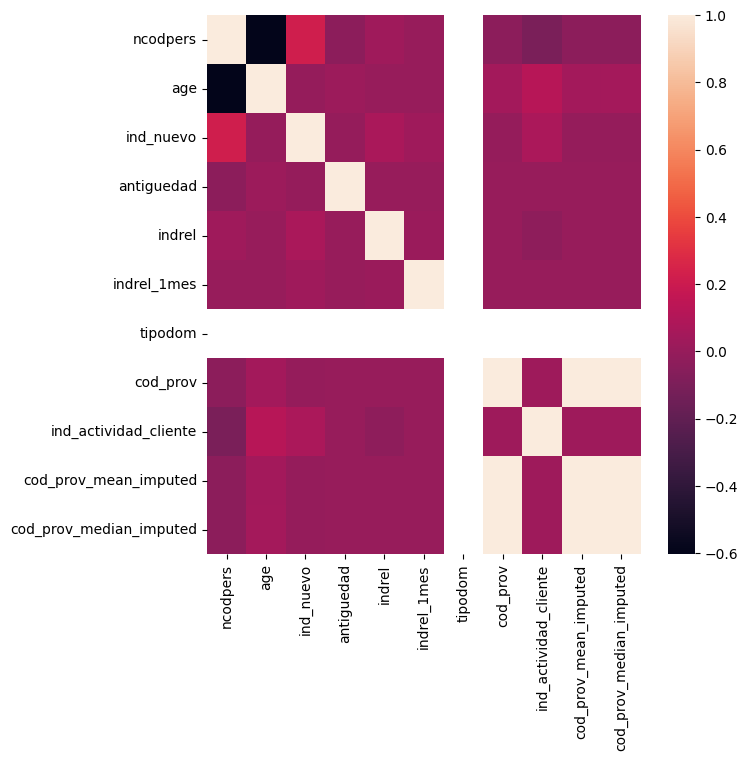 ncodpers
age
ind_nuevo
antiguedad
indrel
indrel_1mes
tipodom
cod_prov
ind_actividad_cliente
cod_prov_mean_imputed
cod_prov_median_imputed
ncodpers
age
ind_nuevo
antiguedad
indrel
indrel_1mes
tipodom
cod_prov
ind_actividad_cliente
cod_prov_mean_imputed
cod_prov_median_imputed
1.0
0.8
0.6
0.4
0.2
0.0
−0.2
−0.4
−0.6